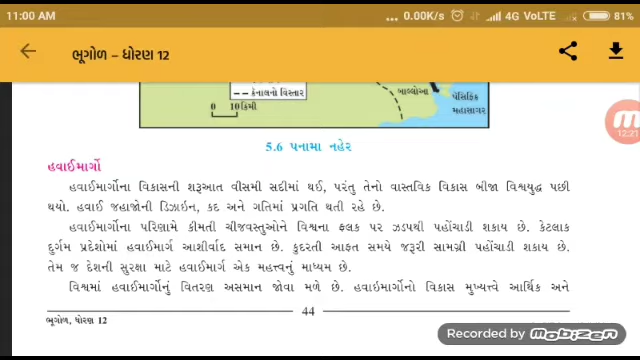 11:00 AM
... 0.00K/s 4G VoLTE 81%
ભૂગોળ – ધોરણ 12
કેનાલનો વિસ્તાર
0 10 કિમી
બાલ્બોઆ
પેસિફિક
મહાસાગર
12:21
5.6 પનામા નહેર
હવાઈમાર્ગો
હવાઈમાર્ગોના વિકાસની શરૂઆત વીસમી સદીમાં થઈ, પરંતુ તેનો વાસ્તવિક વિકાસ બીજા વિશ્વયુદ્ધ પછી
થયો. હવાઈ જહાજોની ડિઝાઇન, કદ અને ગતિમાં પ્રગતિ થતી રહે છે.
હવાઈમાર્ગોના પરિણામે કીમતી ચીજવસ્તુઓને વિશ્વના ફલક પર ઝડપથી પહોંચાડી શકાય છે. કેટલાક
દુર્ગમ પ્રદેશોમાં હવાઈમાર્ગ આશીર્વાદ સમાન છે. કુદરતી આફત સમયે જરૂરી સામગ્રી પહોંચાડી શકાય છે.
તેમ જ દેશની સુરક્ષા માટે હવાઈમાર્ગ એક મહત્ત્વનું માધ્યમ છે.
વિશ્વમાં હવાઈમાર્ગોનું વિતરણ અસમાન જોવા મળે છે. હવાઈમાર્ગોનો વિકાસ મુખ્યત્વે આર્થિક અને
44
ભૂગોળ, ધોરણ 12
Recorded by MOBIZEN